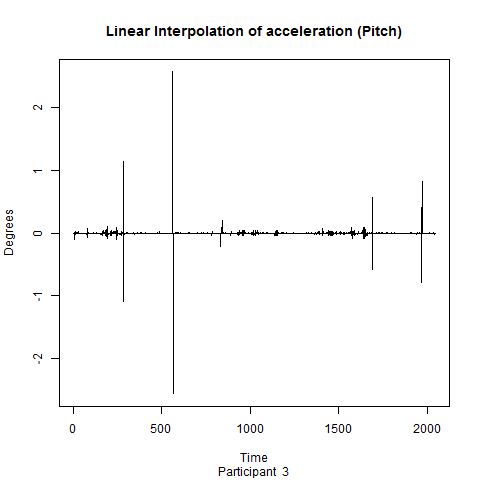 Linear Interpolation of acceleration (Pitch)
2
1
0
-1
-2
Degrees
0 500 1000 1500 2000
Time
Participant 3